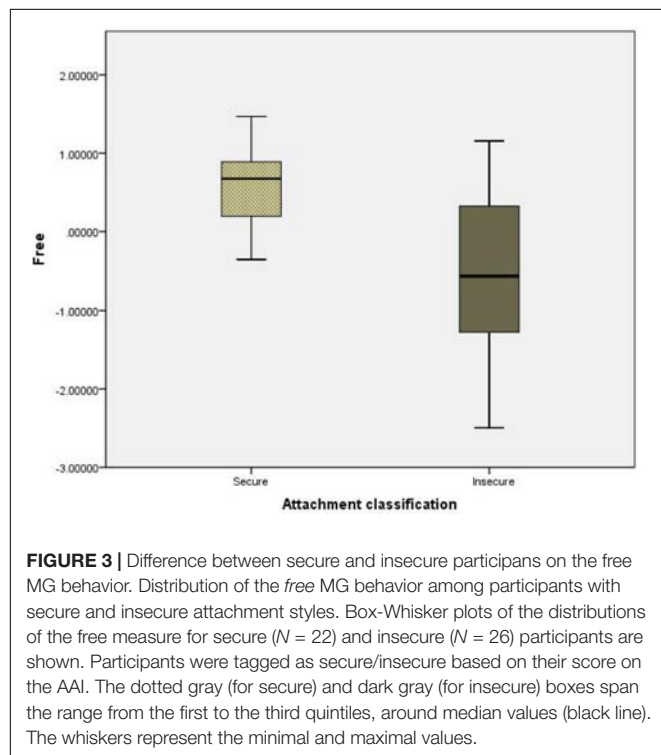 2.00000
1.00000
.00000
-1.00000
-2.00000
-3.00000
Free
Secure
Insecure
Attachment classification
FIGURE 3 | Difference between secure and insecure participans on the free
MG behavior. Distribution of the free MG behavior among participants with
secure and insecure attachment styles. Box-Whisker plots of the distributions
of the free measure for secure (N = 22) and insecure (N = 26) participants are
shown. Participants were tagged as secure/insecure based on their score on
the AAI. The dotted gray (for secure) and dark gray (for insecure) boxes span
the range from the first to the third quintiles, around median values (black line).
The whiskers represent the minimal and maximal values.